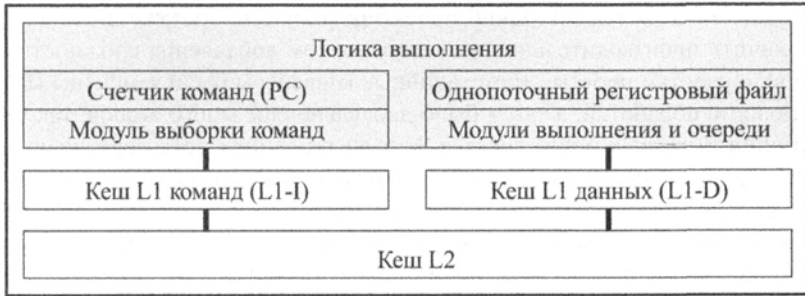 Логика выполнения
Счетчик команд (PC)
Однопоточный регистровый файл
Модуль выборки команд
Модули выполнения и очереди
Кеш L1 команд (L1-I)
Кеш L1 данных (L1-D)
Кеш L2